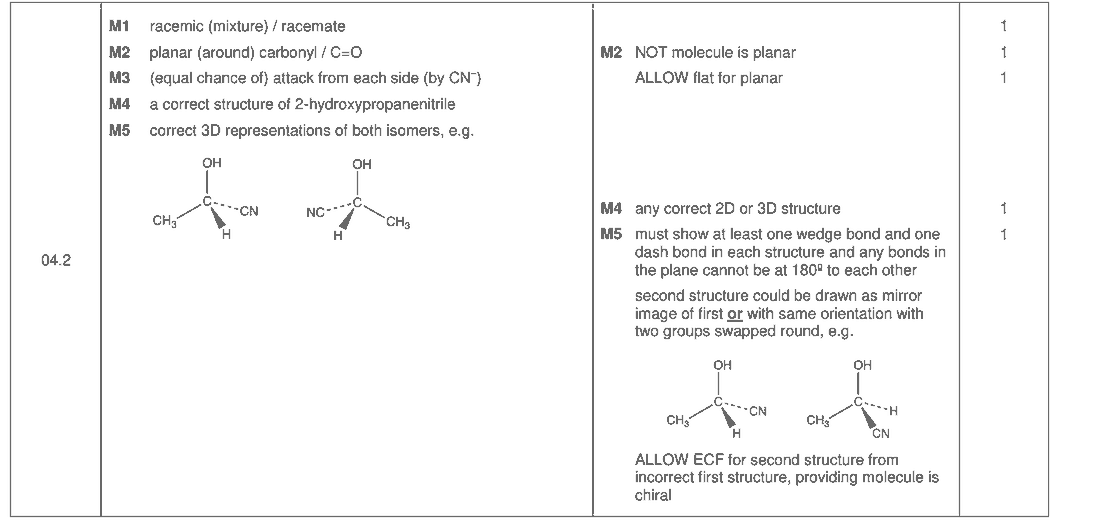 M1 racemic (mixture) / racemate 1
M2 planar (around) carbonyl / C=O M2 NOT molecule is planar 1
M3 (equal chance of) attack from each side (by CN⁻) ALLOW flat for planar 1
M4 a correct structure of 2-hydroxypropanenitrile
M5 correct 3D representations of both isomers, e.g.
OH OH
C CN NC C
CH₃ H H CH₃
M4 any correct 2D or 3D structure 1
M5 must show at least one wedge bond and one 1
dash bond in each structure and any bonds in
the plane cannot be at 180º to each other
04.2
second structure could be drawn as mirror
image of first or with same orientation with
two groups swapped round, e.g.
OH OH
C CN C H
CH₃ H CH₃ CN
ALLOW ECF for second structure from
incorrect first structure, providing molecule is
chiral